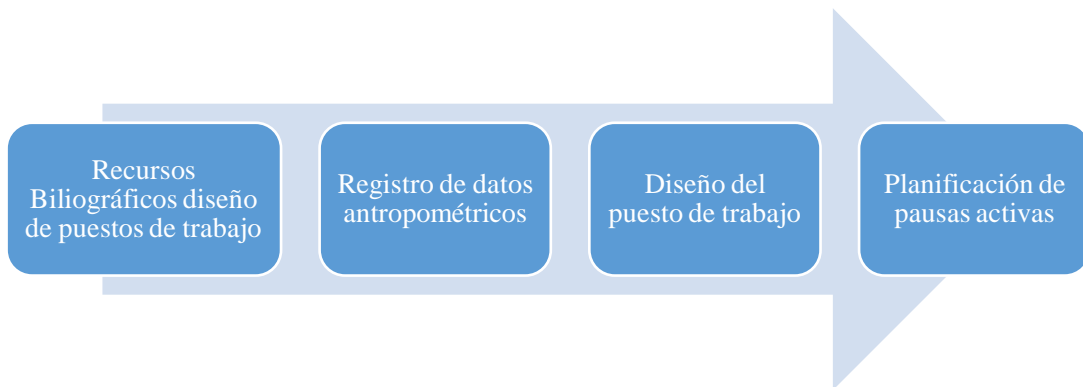 Recursos
Biliográficos diseño
de puestos de trabajo
Registro de datos
antropométricos
Diseño del
puesto de trabajo
Planificación de
pausas activas